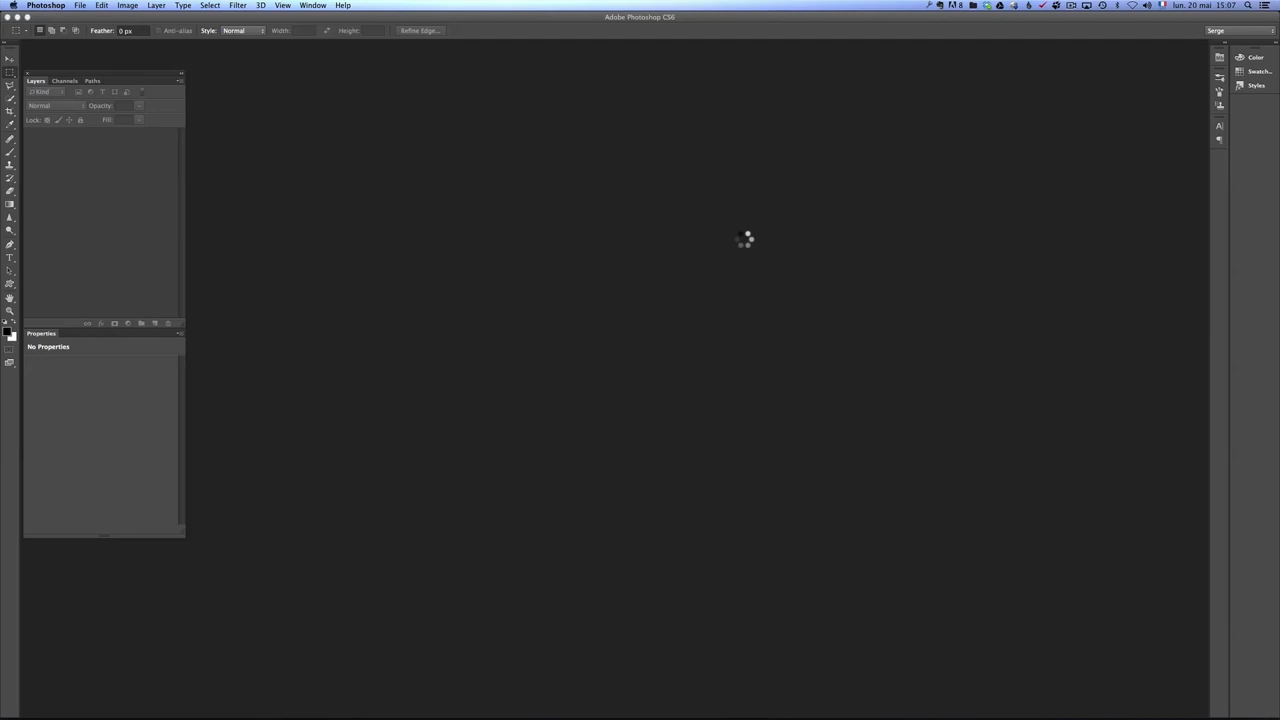 Photoshop File Edit Image Layer Type Select Filter 3D View Window Help 8 lun. 20 mai 15:07
Adobe Photoshop CS6
Feather: 0 px Anti-alias Style: Normal Width: Height: Refine Edge... Serge
Layers Channels Paths
Kind
Normal Opacity:
Lock: Fill:
Properties
No Properties
Color
Swatch...
Styles